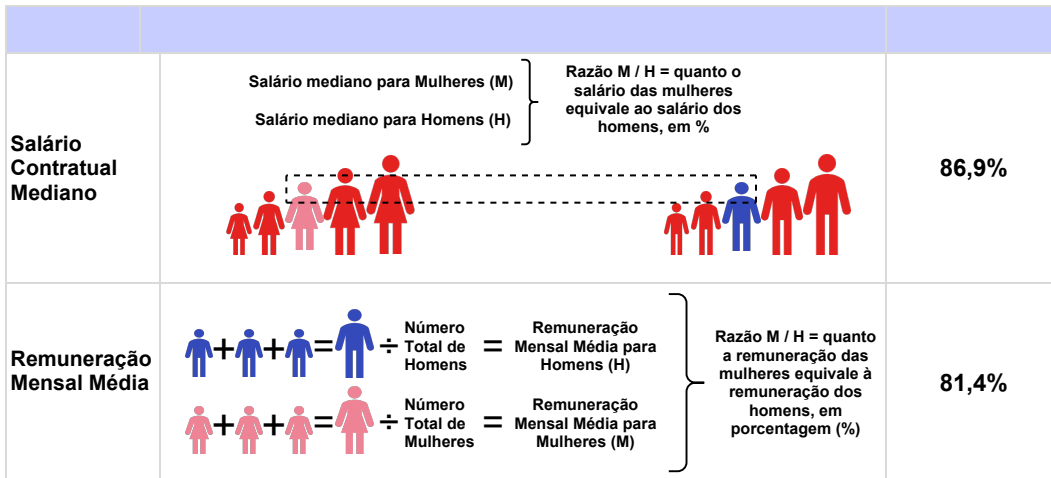 Salário
Contratual
Mediano
Salário mediano para Mulheres (M)
Salário mediano para Homens (H)
Razão M / H = quanto o
salário das mulheres
equivale ao salário dos
homens, em %
86,9%
Remuneração
Mensal Média
+ + = ÷
Número
Total de
Homens
=
Remuneração
Mensal Média para
Homens (H)
+ + = ÷
Número
Total de
Mulheres
=
Remuneração
Mensal Média para
Mulheres (M)
Razão M / H = quanto
a remuneração das
mulheres equivale à
remuneração dos
homens, em
porcentagem (%)
81,4%